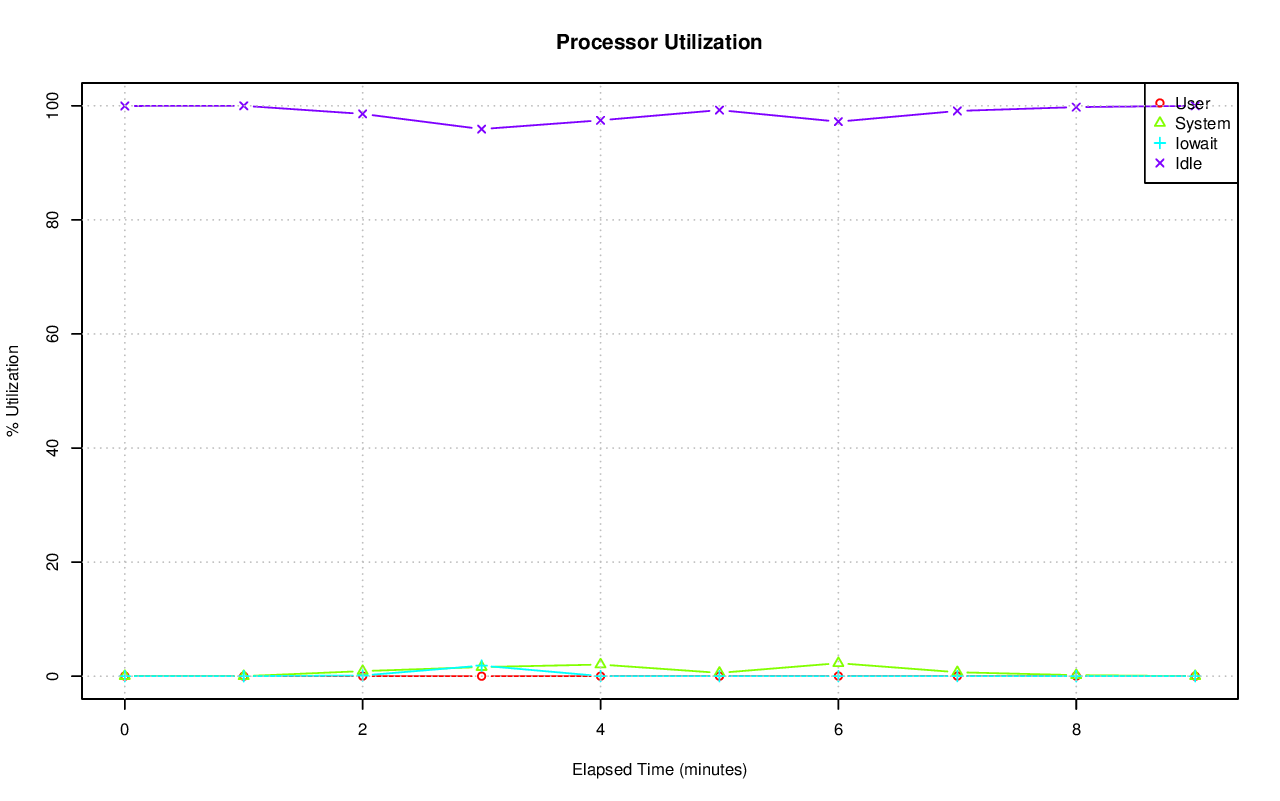 Processor Utilization
100
80
60
40
20
0
% Utilization
User
System
Iowait
Idle
0 2 4 6 8
Elapsed Time (minutes)